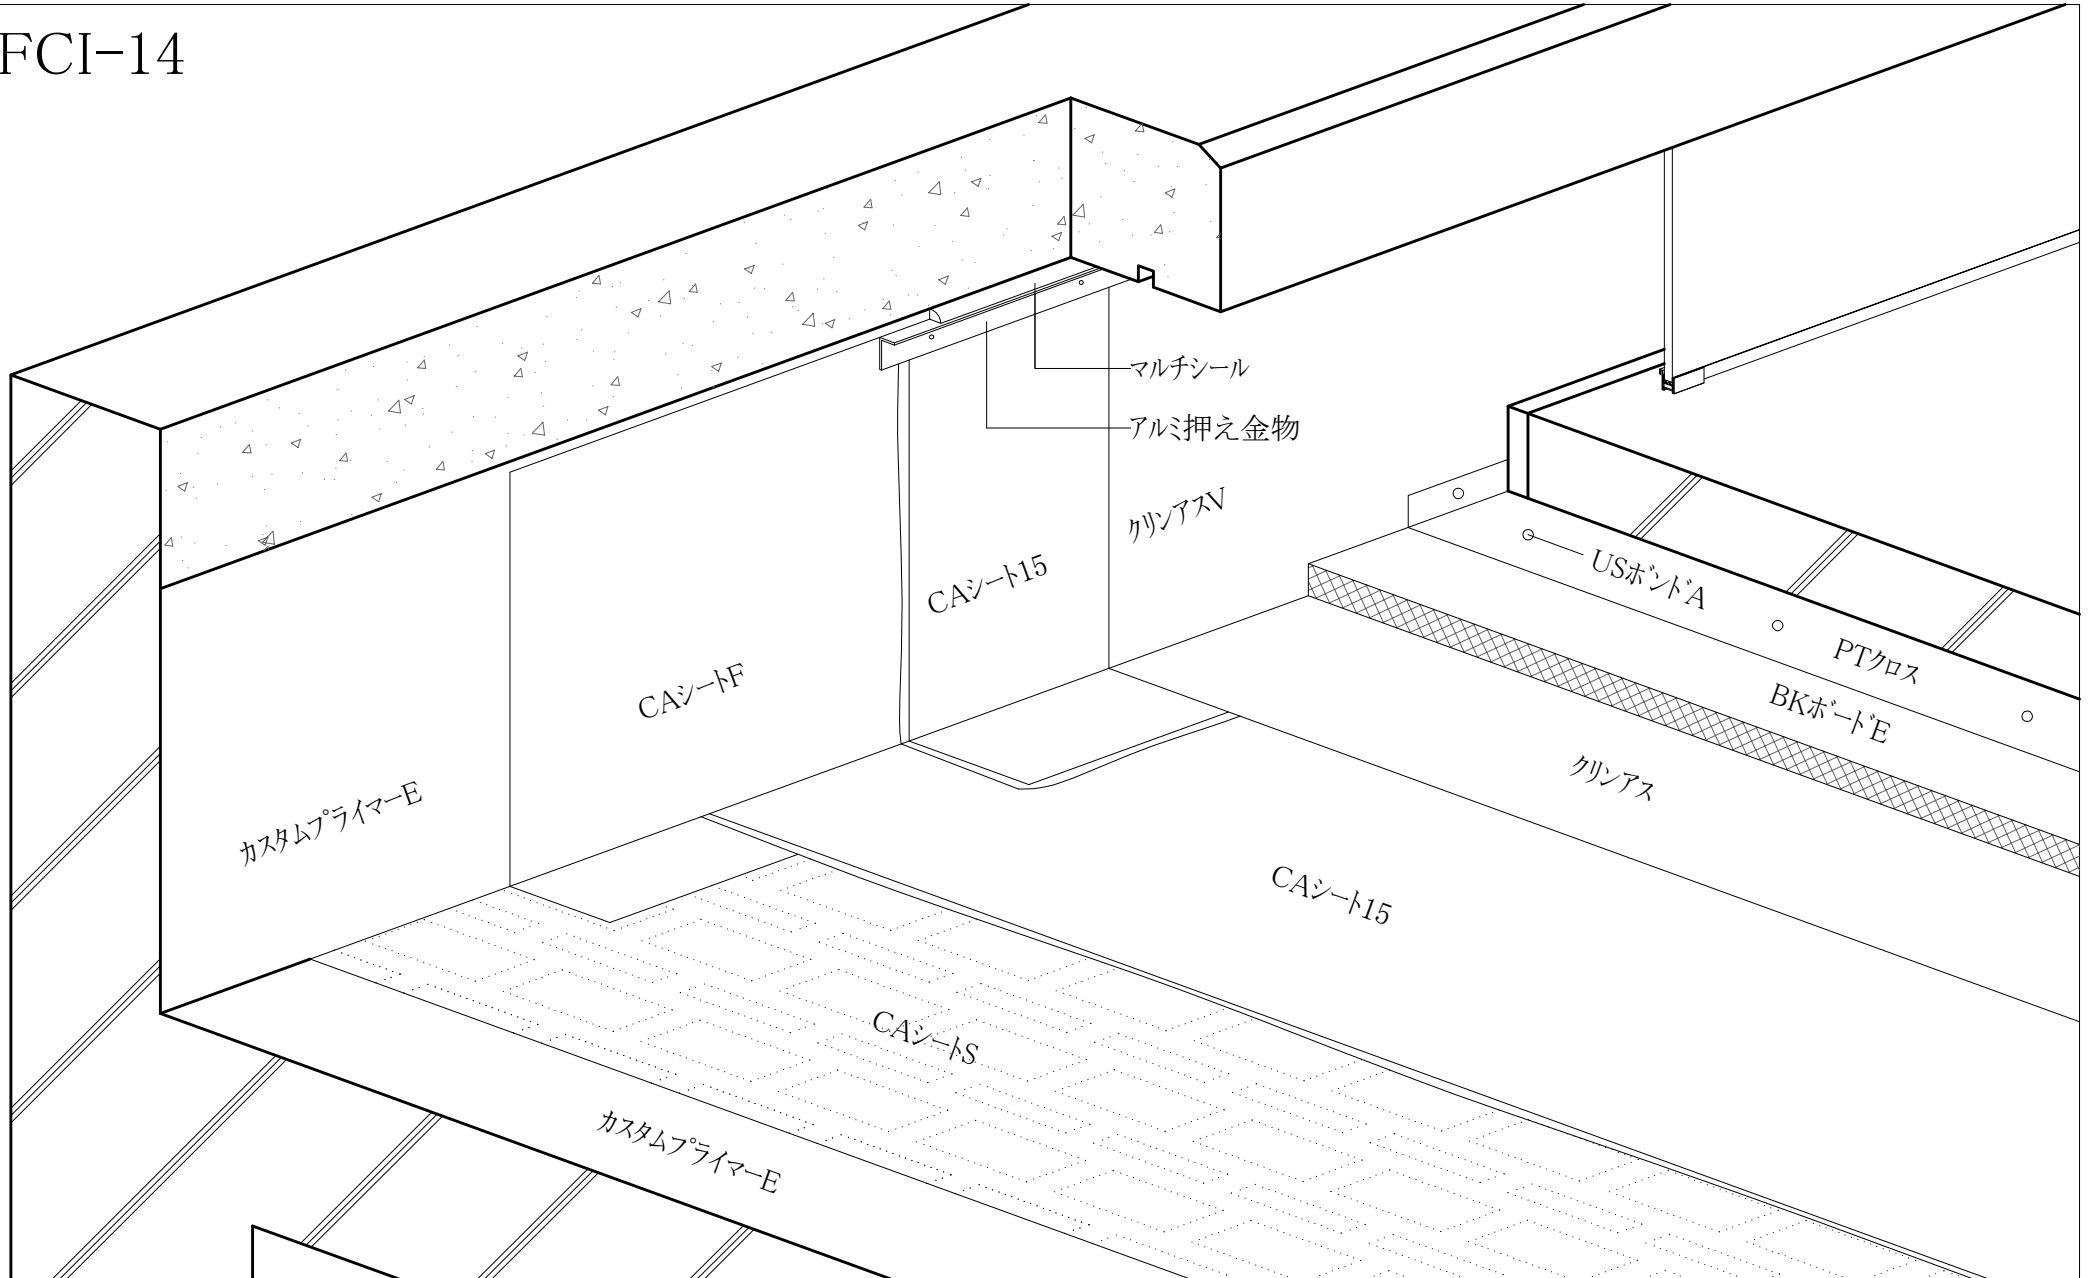 FCI-14
マルチシール
アルミ押え金物
クリンアスV
CAシート15
CAシートF
カスタムプライマーE
USボンドA
PTクロス
BKボードE
クリンアス
CAシート15
CAシートS
カスタムプライマーE